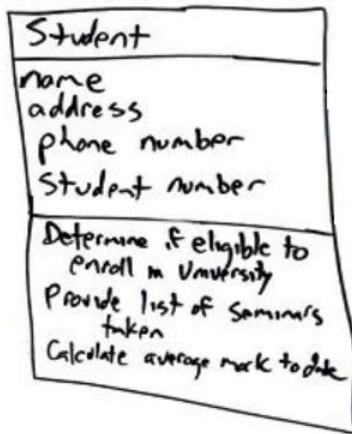 Student
name
address
phone number
Student number
Determine if eligible to
enroll in University
Provide list of seminars
taken
Calculate average mark to date